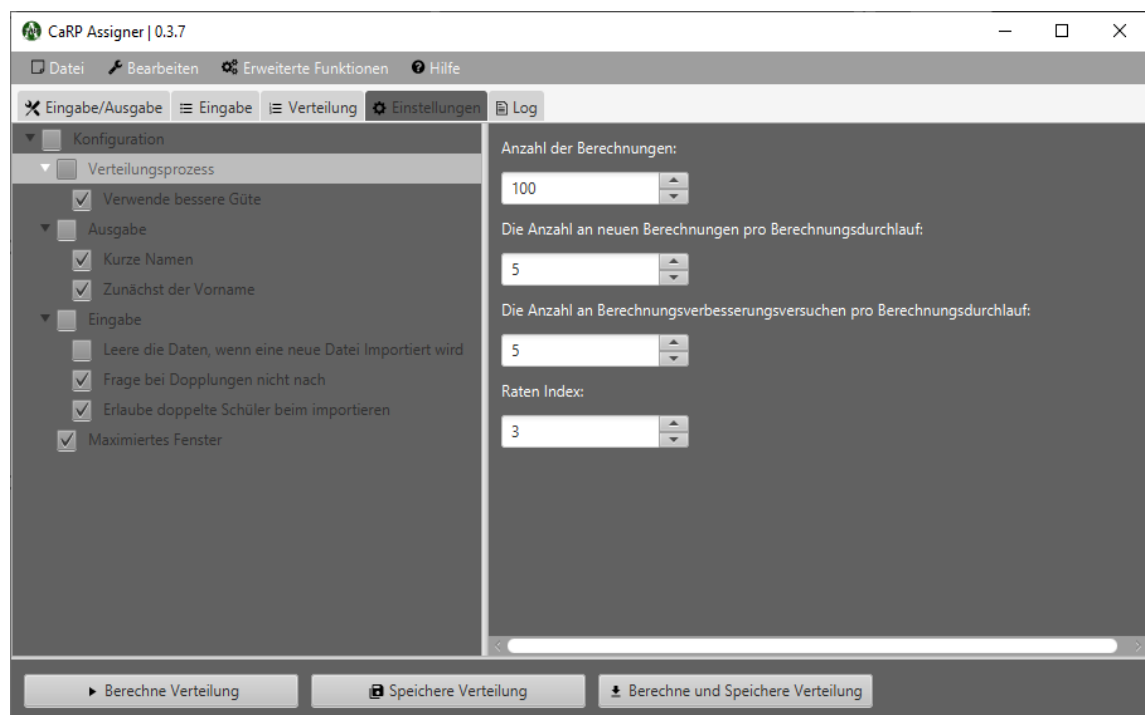 CaRP Assigner | 0.3.7
Datei Bearbeiten Erweiterte Funktionen Hilfe
Eingabe/Ausgabe Eingabe Verteilung Einstellungen Log
Konfiguration
Verteilungsprozess
Verwende bessere Güte
Ausgabe
Kurze Namen
Zunächst der Vorname
Eingabe
Leere die Daten, wenn eine neue Datei Importiert wird
Frage bei Dopplungen nicht nach
Erlaube doppelte Schüler beim importieren
Maximiertes Fenster
Anzahl der Berechnungen:
100
Die Anzahl an neuen Berechnungen pro Berechnungsdurchlauf:
5
Die Anzahl an Berechnungsverbesserungsversuchen pro Berechnungsdurchlauf:
5
Raten Index:
3
Berechne Verteilung Speichere Verteilung Berechne und Speichere Verteilung